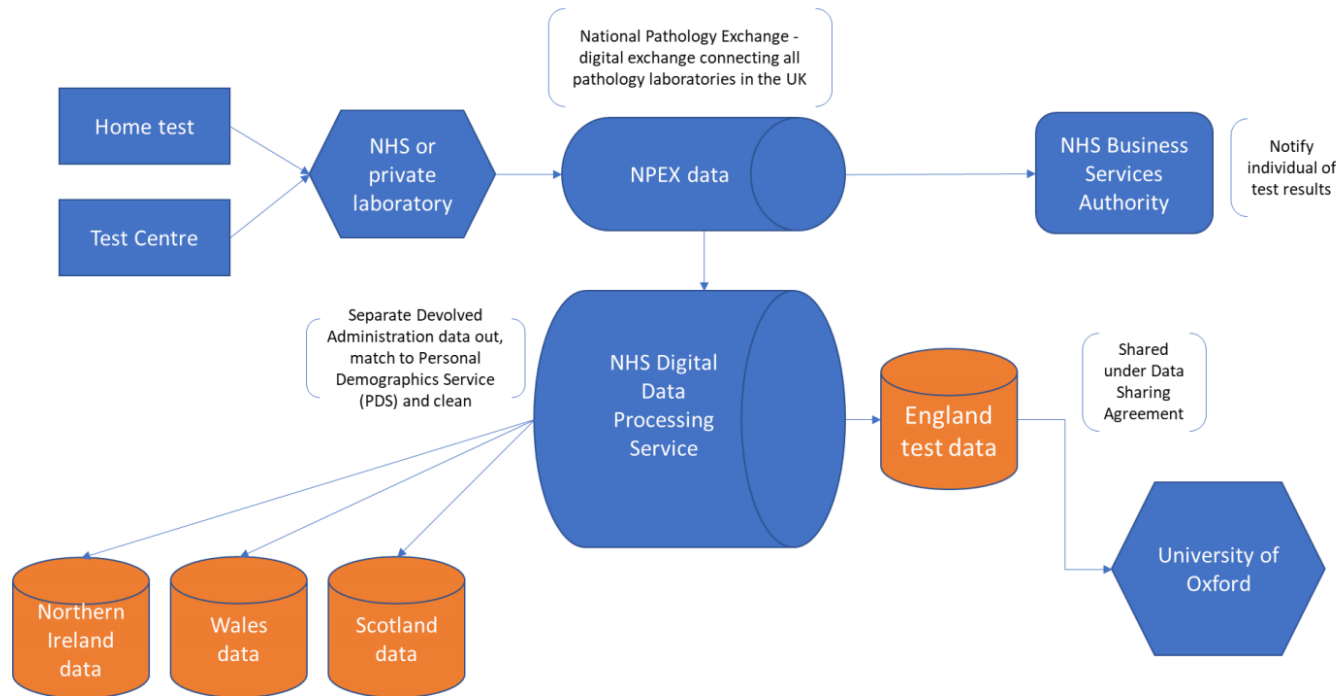 National Pathology Exchange -
digital exchange connecting all
pathology laboratories in the UK
Home test
Test Centre
NHS or
private
laboratory
NPEX data
NHS Business
Services
Authority
Notify
individual of
test results
Separate Devolved
Administration data out,
match to Personal
Demographics Service
(PDS) and clean
NHS Digital
Data
Processing
Service
England
test data
Shared
under Data
Sharing
Agreement
University of
Oxford
Northern
Ireland
data
Wales
data
Scotland
data